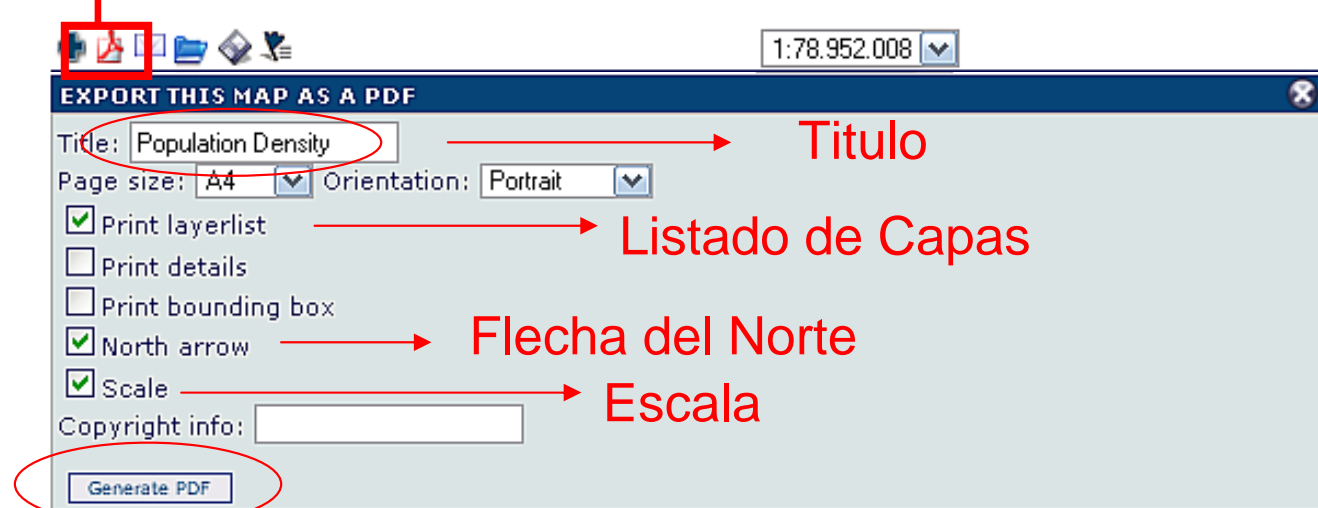 1:78.952.008
EXPORT THIS MAP AS A PDF
Title: Population Density
Titulo
Page size: A4 Orientation: Portrait
Print layerlist
Listado de Capas
Print details
Print bounding box
North arrow
Flecha del Norte
Scale
Escala
Copyright info:
Generate PDF